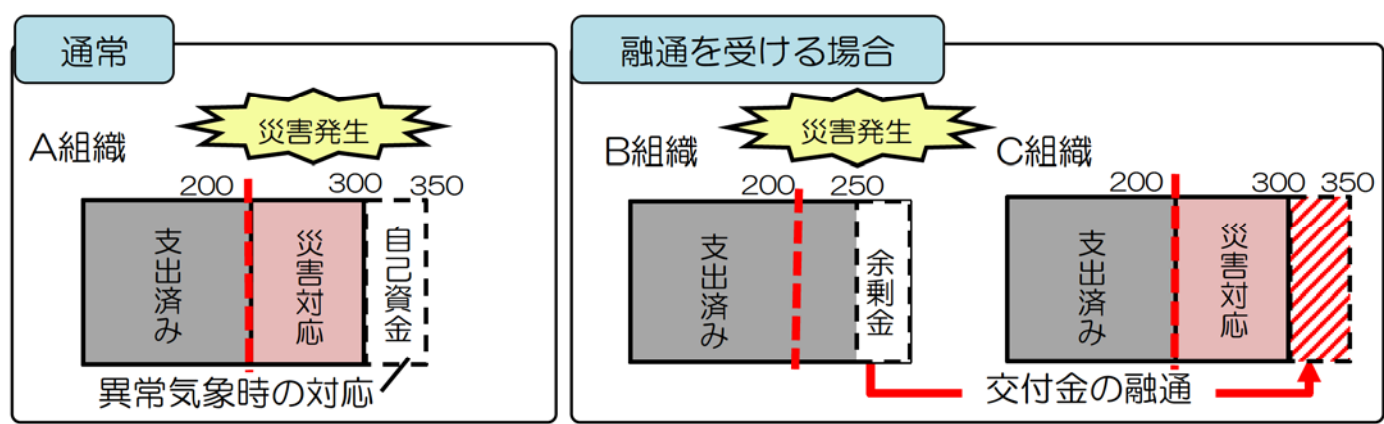 通常
災害発生
A組織
200
300
350
支出済み
災害対応
自己資金
異常気象時の対応
融通を受ける場合
災害発生
B組織
200
250
支出済み
余剰金
C組織
200
300
350
支出済み
災害対応
交付金の融通